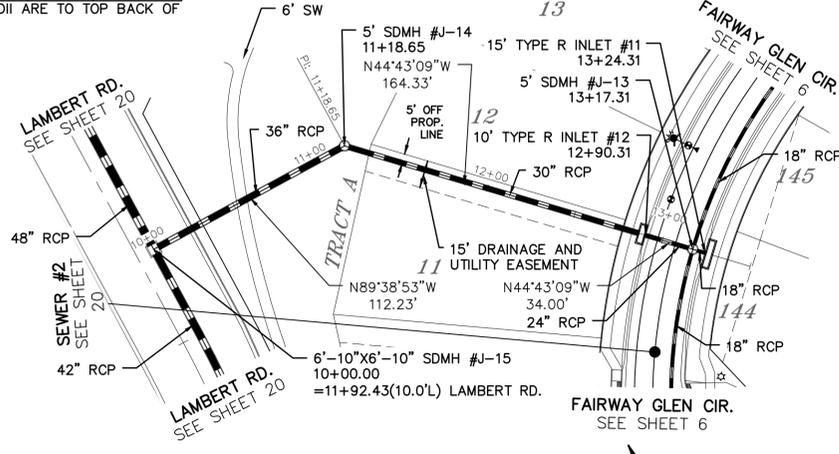 DII ARE TO TOP BACK OF
6' SW
13
FAIRWAY GLEN CIR.
SEE SHEET 6
5' SDMH #J-14
11+18.65
N44°43'09"W
164.33'
15' TYPE R INLET #11
13+24.31
5' SDMH #J-13
13+17.31
10' TYPE R INLET #12
12+90.31
LAMBERT RD.
SEE SHEET 20
PI: 11+18.65
36" RCP
5' OFF
PROP.
LINE
12
18" RCP
145
11+00
12+00
30" RCP
13+00
48" RCP
10+00
TRACT A
11
15' DRAINAGE AND
UTILITY EASEMENT
SEWER #2
SEE SHEET
20
N89°38'53"W
112.23'
N44°43'09"W
34.00'
24" RCP
18" RCP
144
18" RCP
42" RCP
6'-10"X6'-10" SDMH #J-15
10+00.00
=11+92.43(10.0'L) LAMBERT RD.
LAMBERT RD.
SEE SHEET 20
FAIRWAY GLEN CIR.
SEE SHEET 6